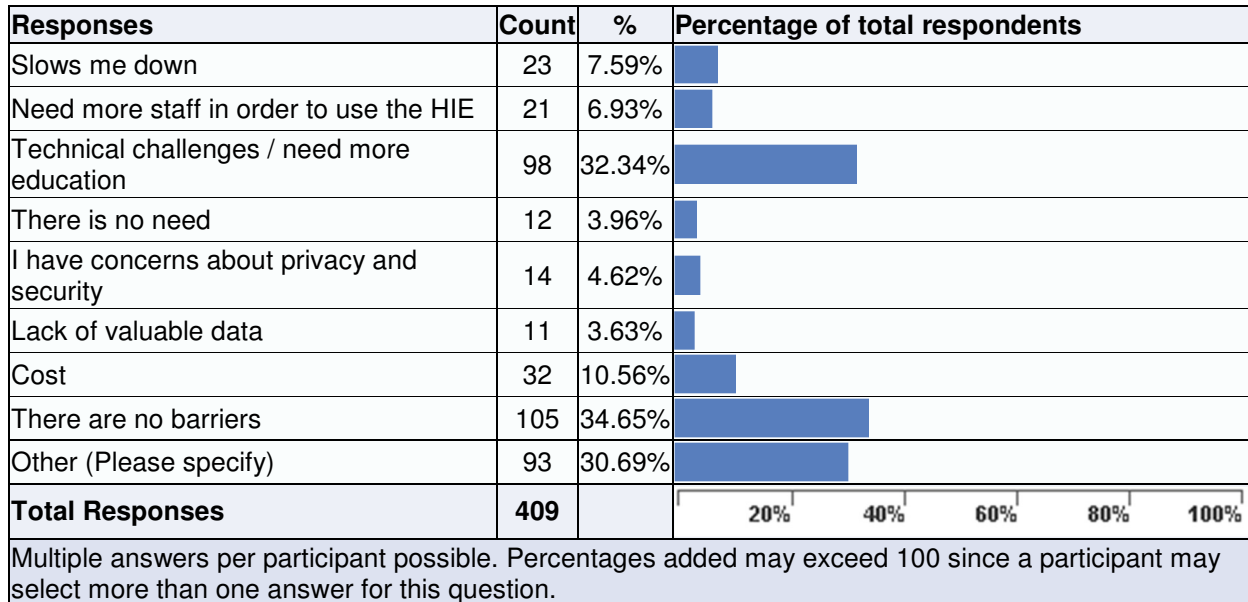 Responses Count % Percentage of total respondents
Slows me down 23 7.59%
Need more staff in order to use the HIE 21 6.93%
Technical challenges / need more
education 98 32.34%
There is no need 12 3.96%
I have concerns about privacy and
security 14 4.62%
Lack of valuable data 11 3.63%
Cost 32 10.56%
There are no barriers 105 34.65%
Other (Please specify) 93 30.69%
Total Responses 409 20% 40% 60% 80% 100%
Multiple answers per participant possible. Percentages added may exceed 100 since a participant may
select more than one answer for this question.